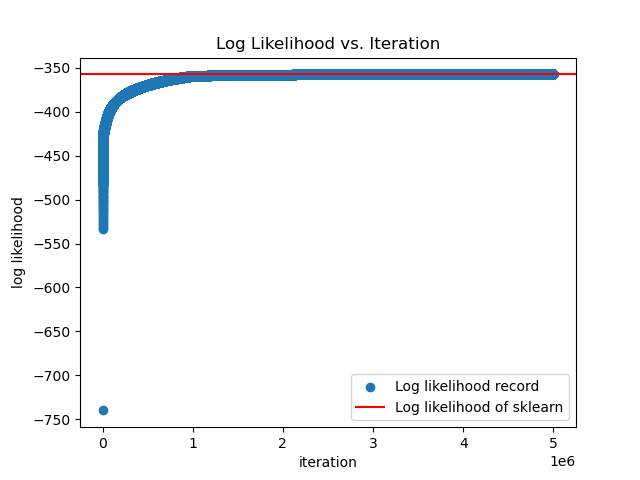 Log Likelihood vs. Iteration
−350
−400
−450
−500
−550
−600
−650
−700
−750
log likelihood
Log likelihood record
Log likelihood of sklearn
0 1 2 3 4 5
1e6
iteration